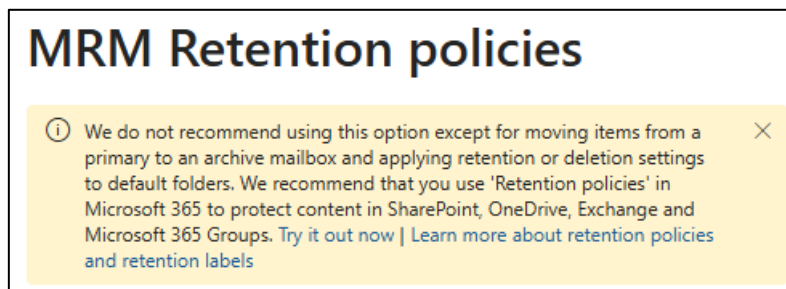 MRM Retention policies
We do not recommend using this option except for moving items from a
primary to an archive mailbox and applying retention or deletion settings
to default folders. We recommend that you use 'Retention policies' in
Microsoft 365 to protect content in SharePoint, OneDrive, Exchange and
Microsoft 365 Groups. Try it out now | Learn more about retention policies
and retention labels